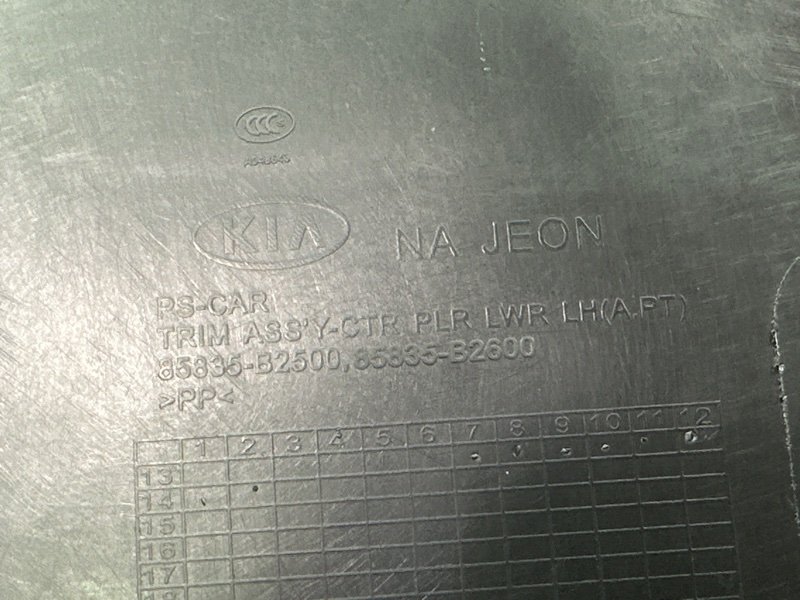 CCC
KIA
NA JEON
PS-CAR
TRIM ASS'Y-CTR PLR LWR LH(A.PT)
85835-B2500,85835-B2600
>PP<
1 2 3 4 5 6 7 8 9 10 11 12
13
14
15
16
17